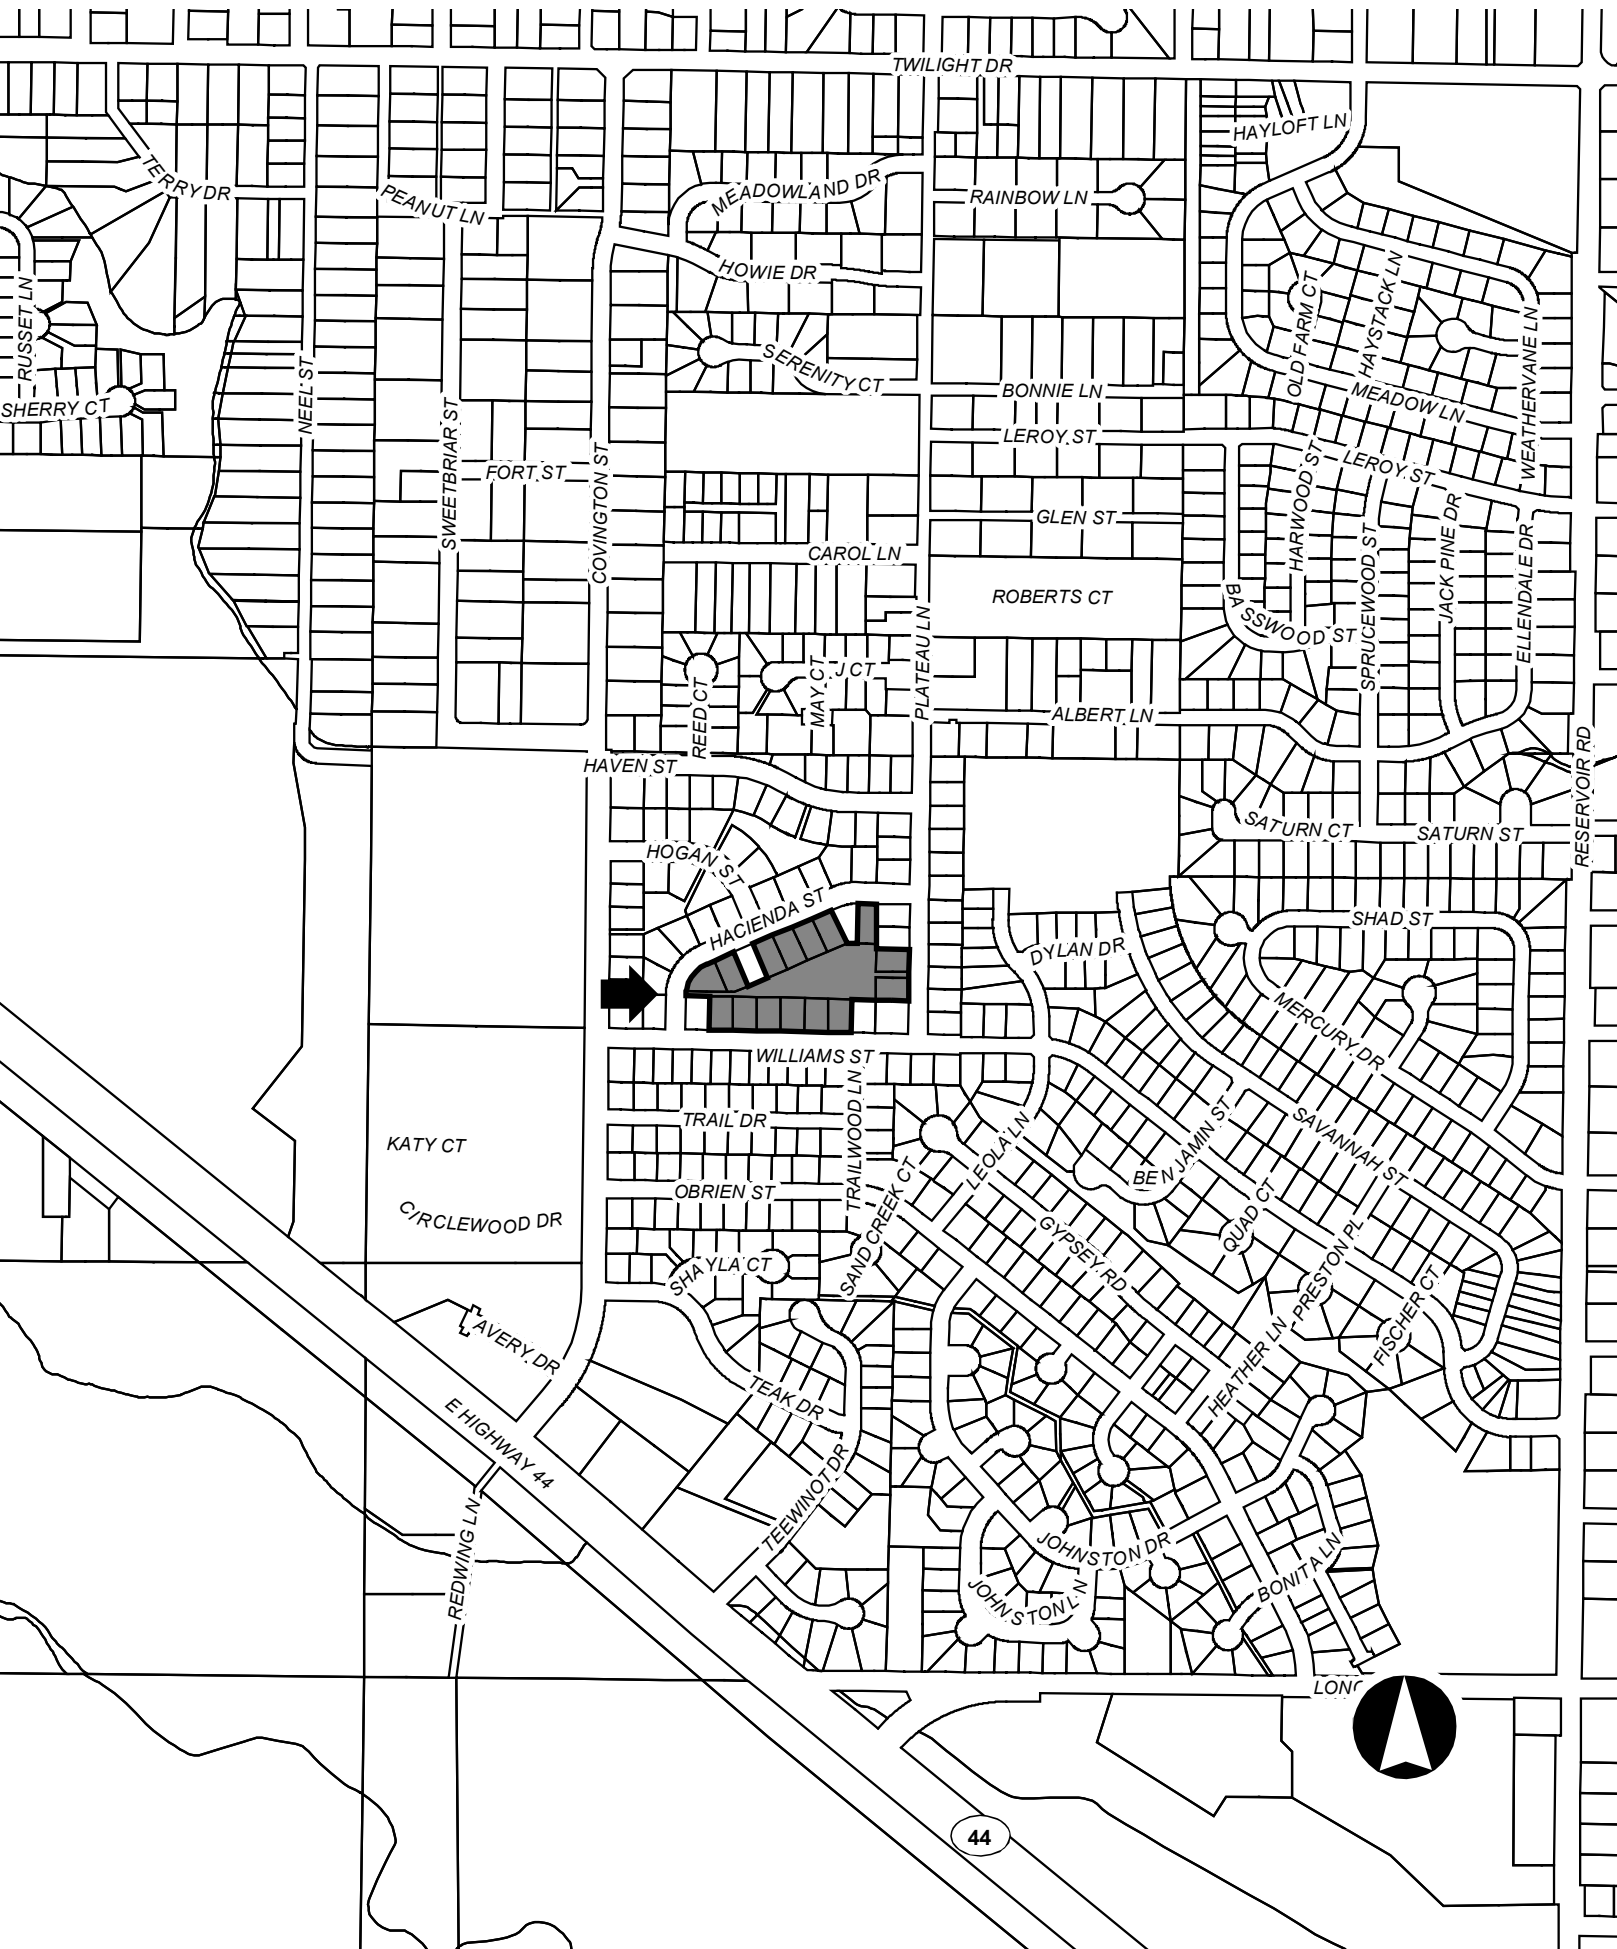 TWILIGHT DR
HAYLOFT LN
TERRY DR
PEANUT LN
MEADOWLAND DR
RAINBOW LN
HOWIE DR
RUSSET LN
OLD FARM CT
HAYSTACK LN
WEATHERVANE LN
SERENITY CT
NEEL ST
BONNIE LN
MEADOW LN
SHERRY CT
SWEETBRIAR ST
LEROY ST
LEROY ST
FORT ST
COVINGTON ST
HARWOOD ST
GLEN ST
JACK PINE DR
ELLENDALE DR
CAROL LN
SPRUCEWOOD ST
ROBERTS CT
BASSWOOD ST
PLATEAU LN
REED CT
MAY CT
J CT
ALBERT LN
HAVEN ST
RESERVOIR RD
SATURN CT
SATURN ST
HOGAN ST
HACIENDA ST
SHAD ST
DYLAN DR
MERCURY DR
WILLIAMS ST
TRAILWOOD LN
TRAIL DR
KATY CT
LEOLA LN
BENJAMIN ST
SAVANNAH ST
OBRIEN ST
SAND CREEK CT
CIRCLEWOOD DR
QUAD CT
GYPSEY RD
PRESTON PL
SHAYLA CT
FISCHER CT
AVERY DR
HEATHER LN
TEAK DR
E HIGHWAY 44
TEEWINOT DR
REDWING LN
JOHNSTON DR
JOHNSTON LN
BONITA LN
LONG
44